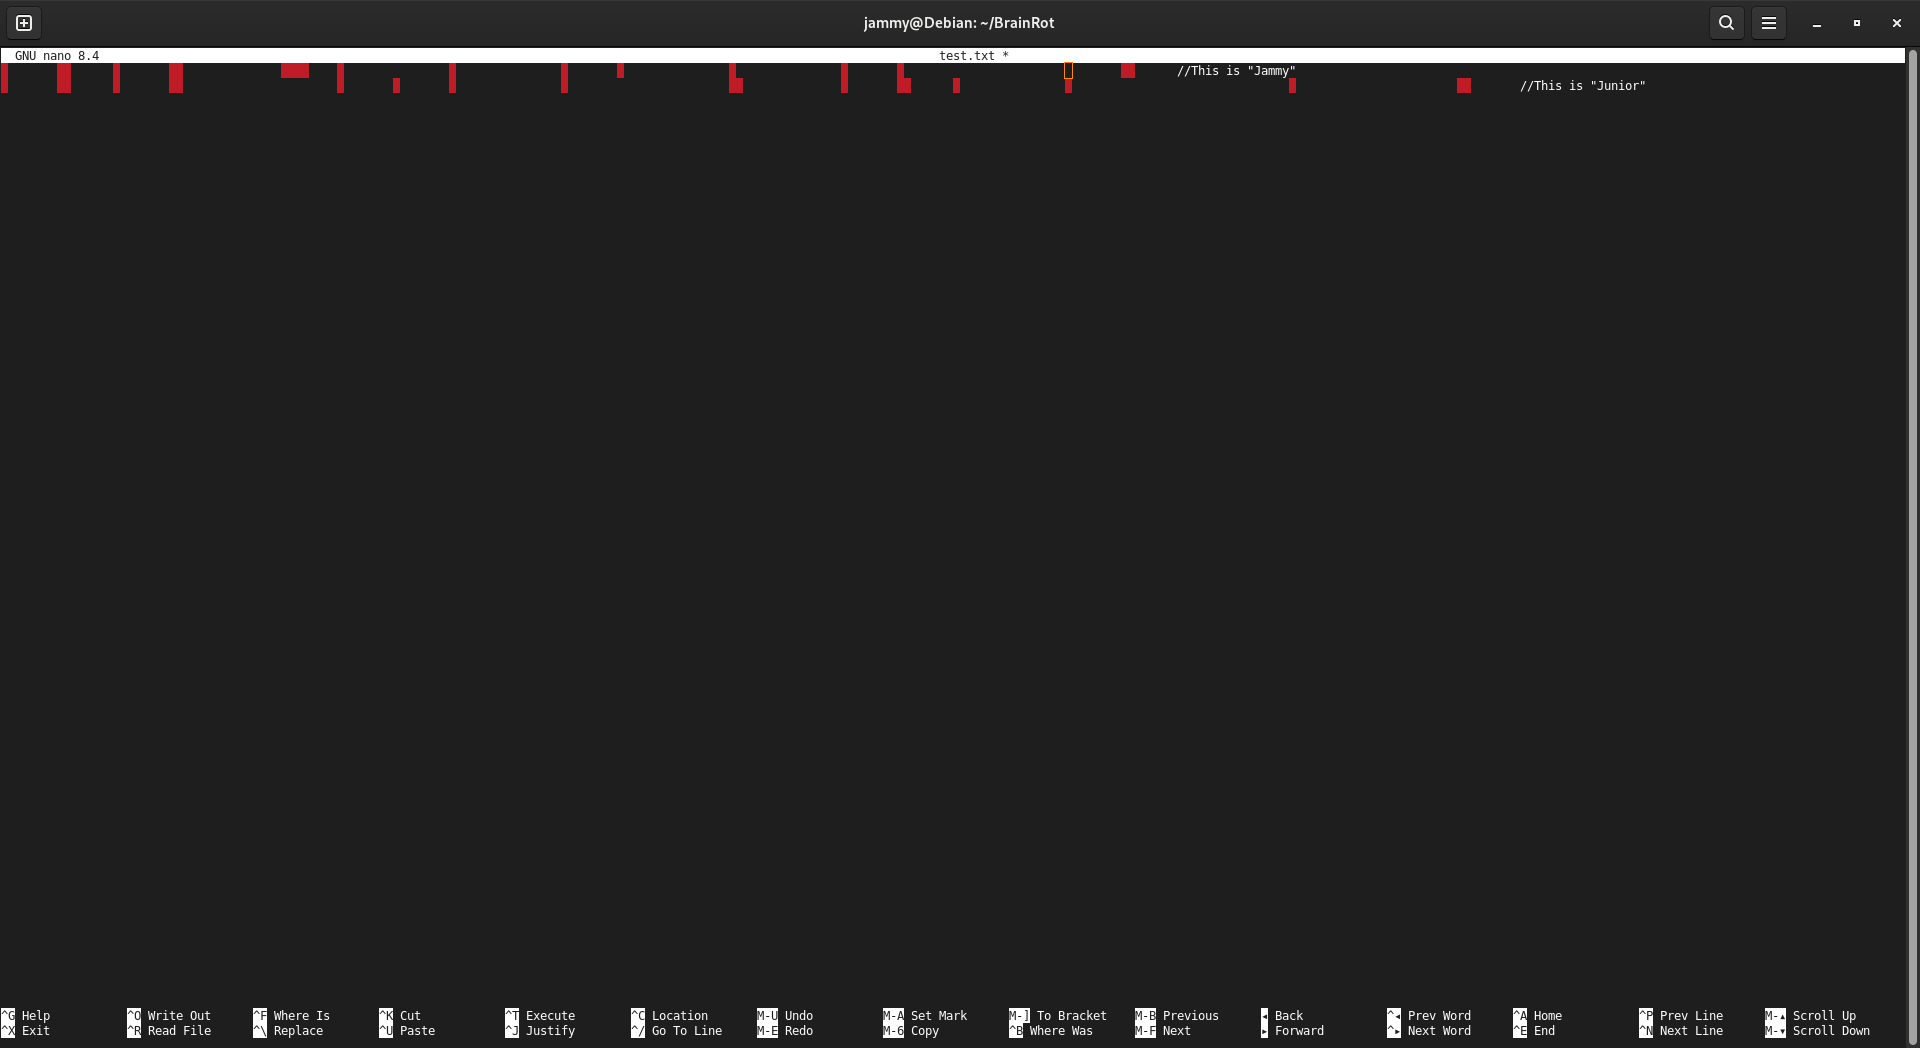 jammy@Debian: ~/BrainRot
GNU nano 8.4 test.txt *
//This is "Jammy"
//This is "Junior"
^G Help ^O Write Out ^F Where Is ^K Cut ^T Execute ^C Location M-U Undo M-A Set Mark M-] To Bracket M-B Previous ◂ Back ^◂ Prev Word ^A Home ^P Prev Line M-▴ Scroll Up
^X Exit ^R Read File ^\ Replace ^U Paste ^J Justify ^/ Go To Line M-E Redo M-6 Copy ^B Where Was M-F Next ▸ Forward ^▸ Next Word ^E End ^N Next Line M-▾ Scroll Down